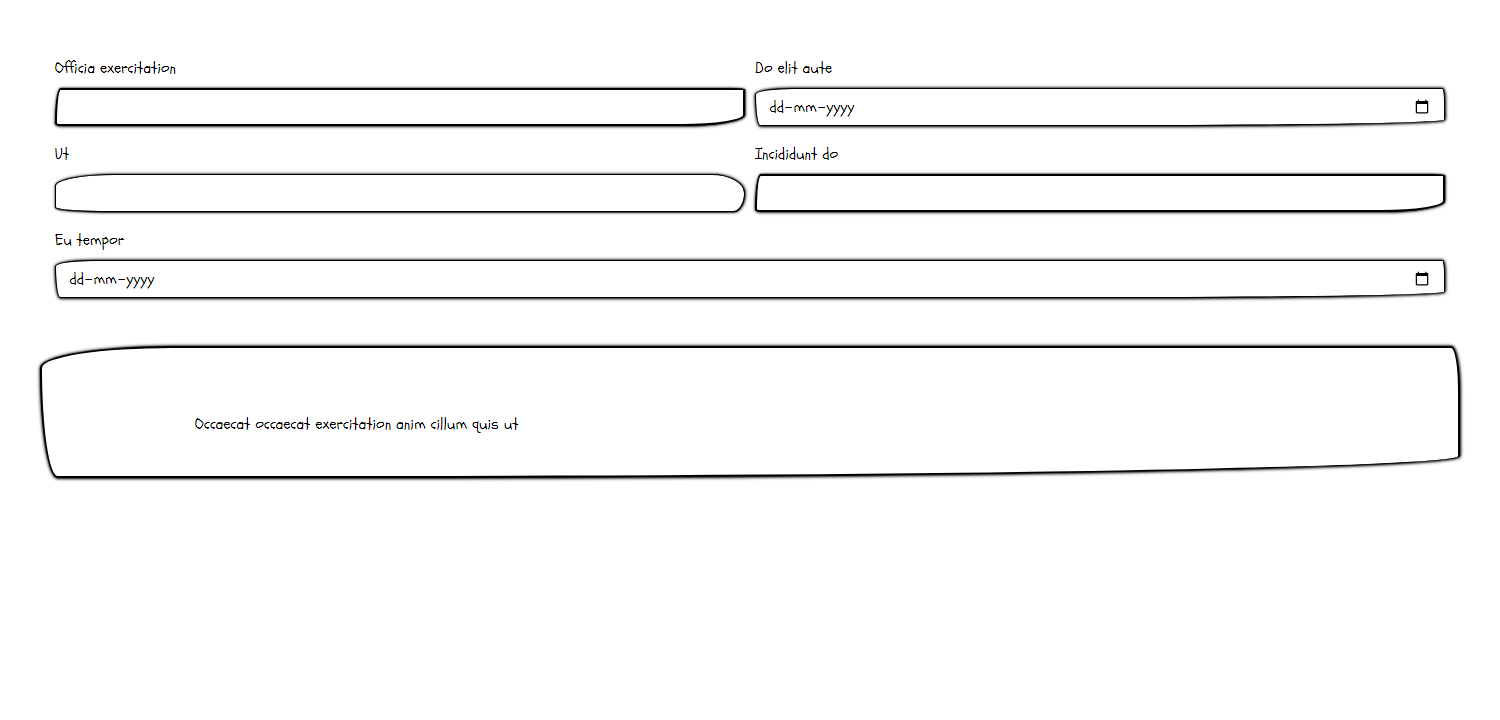 Officia exercitation
Do elit aute
dd-mm-yyyy
Ut
Incididunt do
Eu tempor
dd-mm-yyyy
Occaecat occaecat exercitation anim cillum quis ut